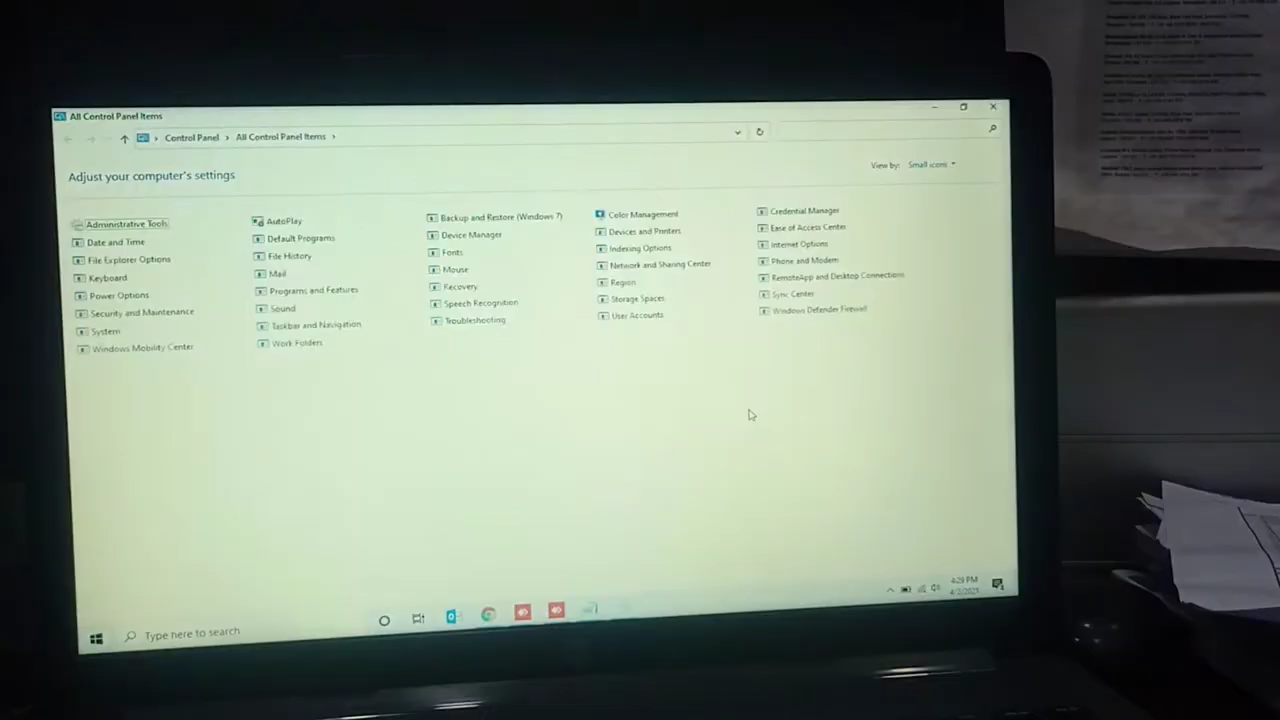 All Control Panel Items
Control Panel > All Control Panel Items >
Adjust your computer's settings
View by: Small icons
Administrative Tools
Date and Time
File Explorer Options
Keyboard
Power Options
Security and Maintenance
System
Windows Mobility Center
AutoPlay
Default Programs
File History
Mail
Programs and Features
Sound
Taskbar and Navigation
Work Folders
Backup and Restore (Windows 7)
Device Manager
Fonts
Mouse
Recovery
Speech Recognition
Troubleshooting
Color Management
Devices and Printers
Indexing Options
Network and Sharing Center
Region
Storage Spaces
User Accounts
Credential Manager
Ease of Access Center
Internet Options
Phone and Modem
RemoteApp and Desktop Connections
Sync Center
Windows Defender Firewall
Type here to search
4:29 PM